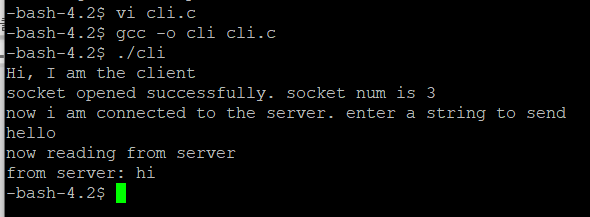 -bash-4.2$ vi cli.c
-bash-4.2$ gcc -o cli cli.c
-bash-4.2$ ./cli
Hi, I am the client
socket opened successfully. socket num is 3
now i am connected to the server. enter a string to send
hello
now reading from server
from server: hi
-bash-4.2$